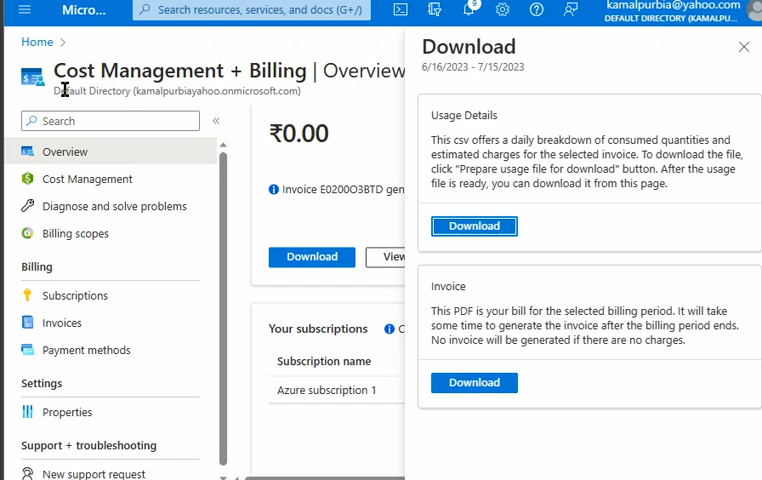 Micro...
Search resources, services, and docs (G+/)
9
kamalpurbia@yahoo.com
DEFAULT DIRECTORY (KAMALPU...
Home
Cost Management + Billing | Overview
Default Directory (kamalpurbiayahoo.onmicrosoft.com)
Search
Overview
Cost Management
Diagnose and solve problems
Billing scopes
Billing
Subscriptions
Invoices
Payment methods
Settings
Properties
Support + troubleshooting
New support request
₹0.00
Invoice E0200O3BTD gen
Download
View
Your subscriptions
Subscription name
Azure subscription 1
Download
6/16/2023 - 7/15/2023
Usage Details
This csv offers a daily breakdown of consumed quantities and
estimated charges for the selected invoice. To download the file,
click "Prepare usage file for download" button. After the usage
file is ready, you can download it from this page.
Download
Invoice
This PDF is your bill for the selected billing period. It will take
some time to generate the invoice after the billing period ends.
No invoice will be generated if there are no charges.
Download